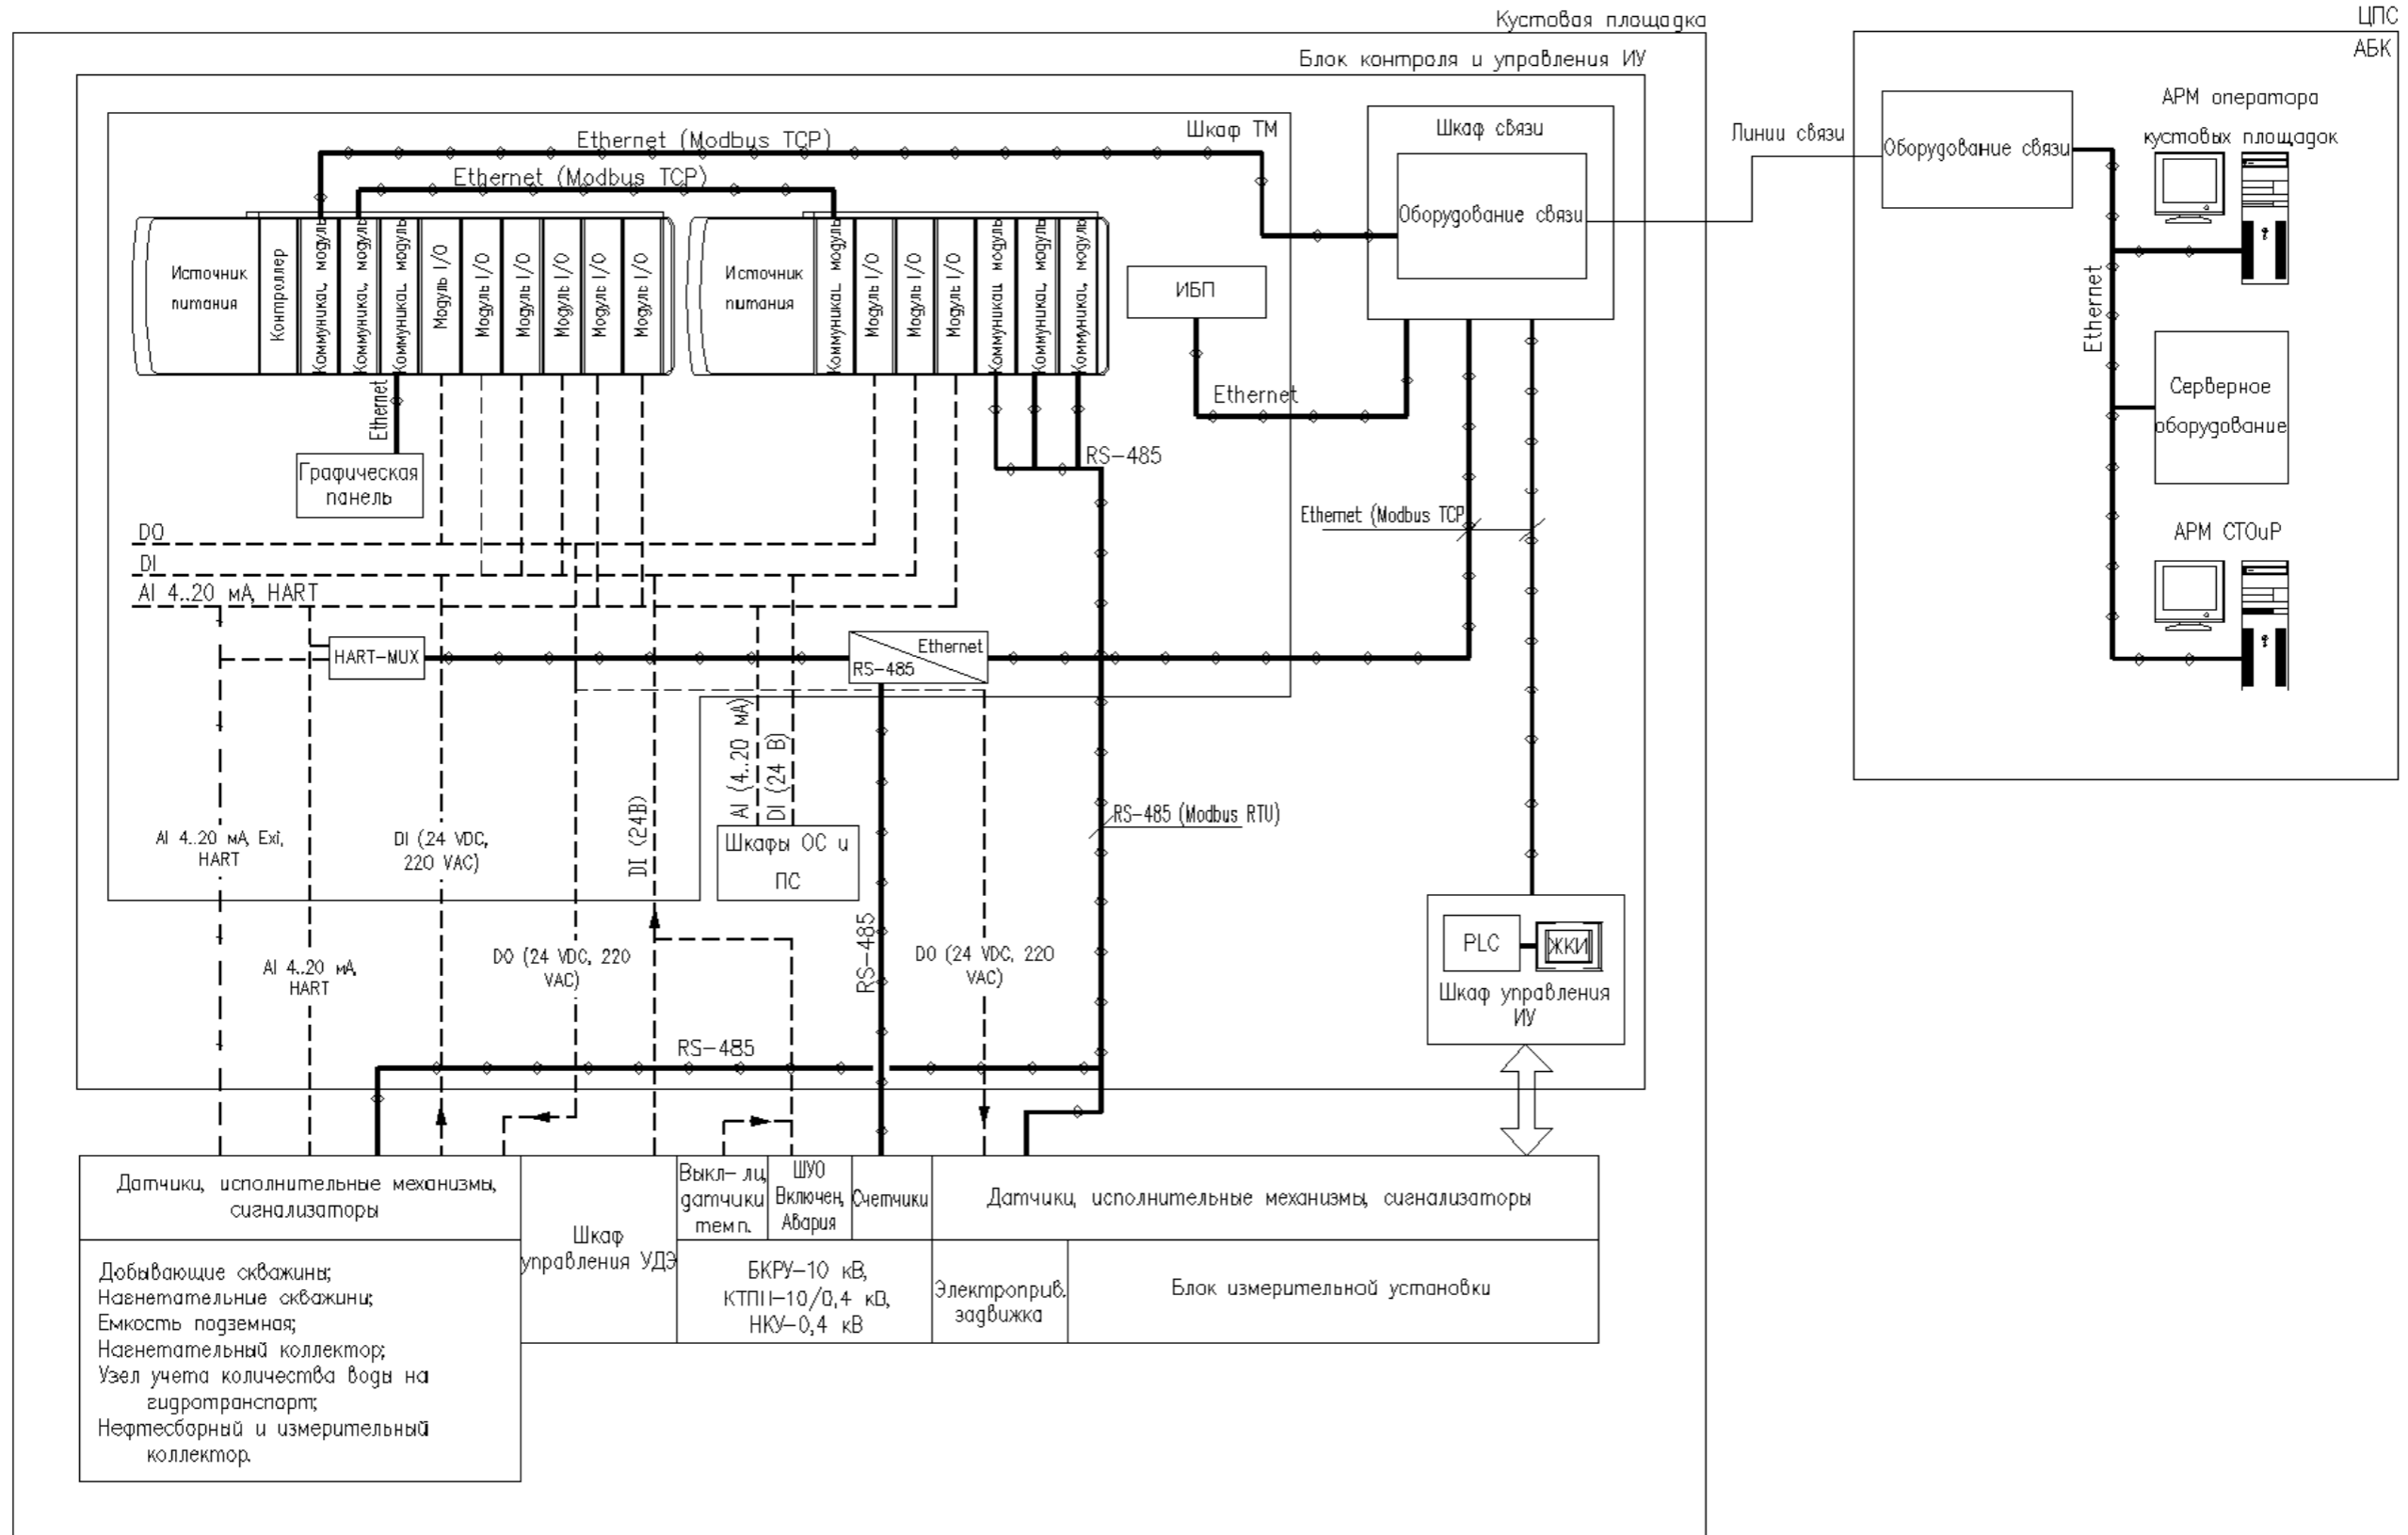 Кустовая площадка
ЦПС
Блок контроля и управления ИУ
АБК
Шкаф ТМ
Ethernet (Modbus TCP)
Ethernet (Modbus TCP)
Источник
питания
Контроллер
Коммуникац. модуль
Коммуникац. модуль
Коммуникац. модуль
Модуль I/O
Модуль I/O
Модуль I/O
Модуль I/O
Модуль I/O
Модуль I/O
Источник
питания
Коммуникац. модуль
Модуль I/O
Модуль I/O
Модуль I/O
Коммуникац. модуль
Коммуникац. модуль
Коммуникац. модуль
Шкаф связи
Оборудование связи
ИБП
Ethernet
Линии связи
Оборудование связи
АРМ оператора
кустовых площадок
Ethernet
Серверное
оборудование
АРМ СТОиР
Ethernet
Графическая
панель
RS-485
Ethernet (Modbus TCP
DO
DI
AI 4..20 мА, HART
HART-MUX
Ethernet
RS-485
AI (4..20 мА)
DI (24 В)
DI (24В)
Шкафы ОС и
ПС
RS-485 (Modbus RTU)
AI 4..20 мА, Exi,
HART
DI (24 VDC,
220 VAC)
AI 4..20 мА,
HART
DO (24 VDC, 220
VAC)
RS-485
DO (24 VDC, 220
VAC)
PLC
ЖКИ
Шкаф управления
ИУ
RS-485
Датчики, исполнительные механизмы,
сигнализаторы
Шкаф
управления УДЭ
Выкл-ли,
датчики
темп.
ШУО
Включен,
Авария
Счетчики
Датчики, исполнительные механизмы, сигнализаторы
Добывающие скважины;
Нагнетательные скважины;
Емкость подземная;
Нагнетательный коллектор;
Узел учета количества воды на
гидротранспорт;
Нефтесборный и измерительный
коллектор.
БКРУ-10 кВ,
КТПН-10/0,4 кВ,
НКУ-0,4 кВ
Электроприв.
задвижка
Блок измерительной установки